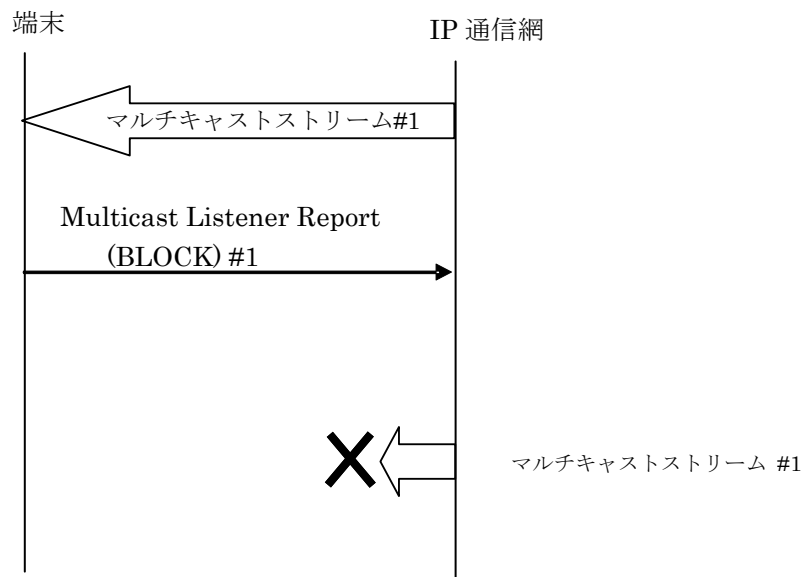 端末
IP 通信網
マルチキャストストリーム#1
Multicast Listener Report
(BLOCK) #1
マルチキャストストリーム #1